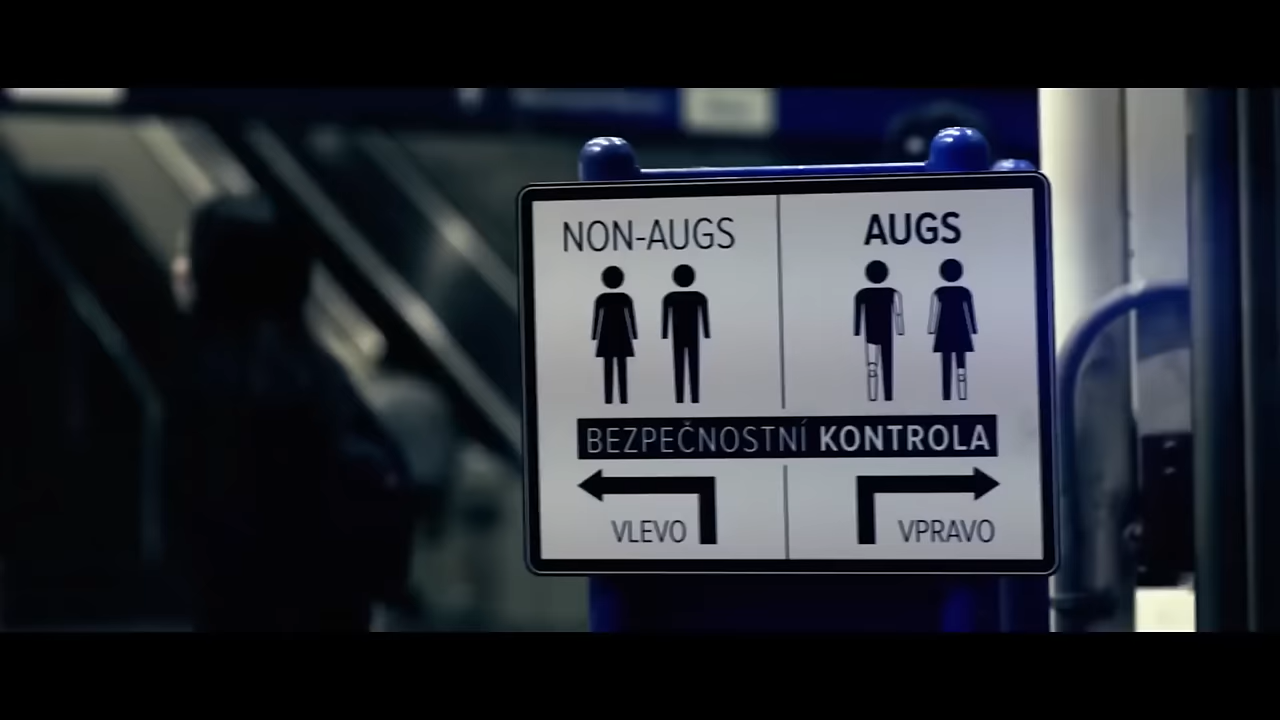 NON-AUGS
AUGS
BEZPEČNOSTNÍ KONTROLA
VLEVO
VPRAVO